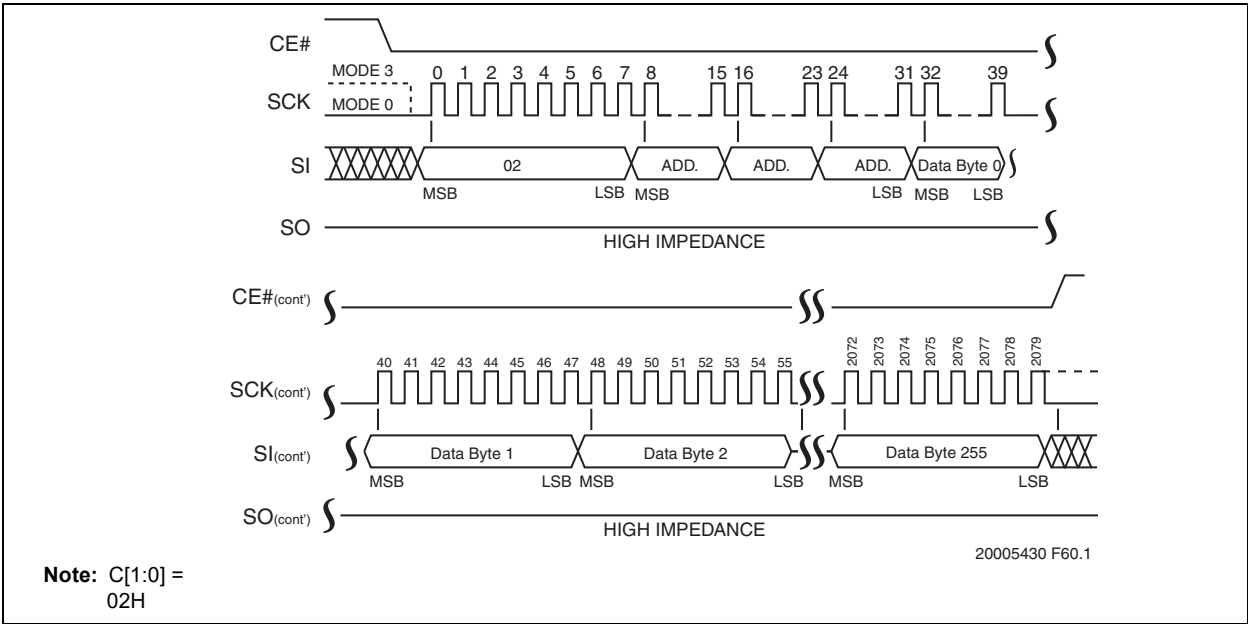 CE#
MODE 3
0 1 2 3 4 5 6 7 8 15 16 23 24 31 32 39
SCK
MODE 0
SI
02 ADD. ADD. ADD. Data Byte 0
MSB LSB MSB LSB MSB LSB
SO
HIGH IMPEDANCE
CE#(cont')
40 41 42 43 44 45 46 47 48 49 50 51 52 53 54 55 2072 2073 2074 2075 2076 2077 2078 2079
SCK(cont')
SI(cont')
Data Byte 1 Data Byte 2 Data Byte 255
MSB LSB MSB LSB MSB LSB
SO(cont')
HIGH IMPEDANCE
20005430 F60.1
Note: C[1:0] =
02H